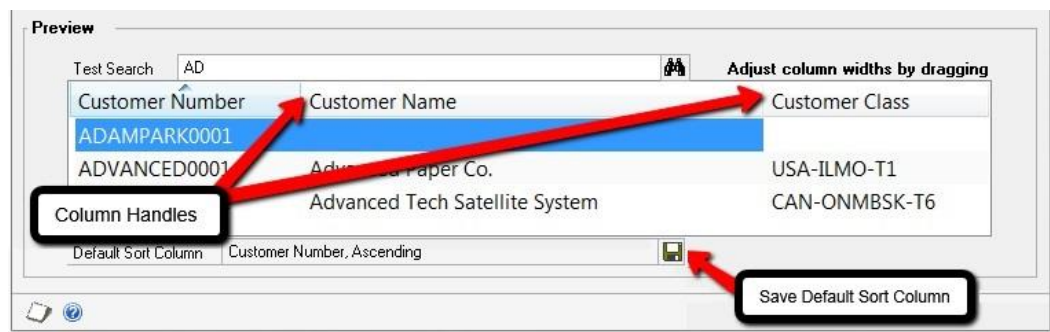 Preview
Test Search AD Adjust column widths by dragging
Customer Number Customer Name Customer Class
ADAMPARK0001
ADVANCED0001 Advanced Paper Co. USA-ILMO-T1
Column Handles Advanced Tech Satellite System CAN-ONMBSK-T6
Default Sort Column Customer Number, Ascending
Save Default Sort Column